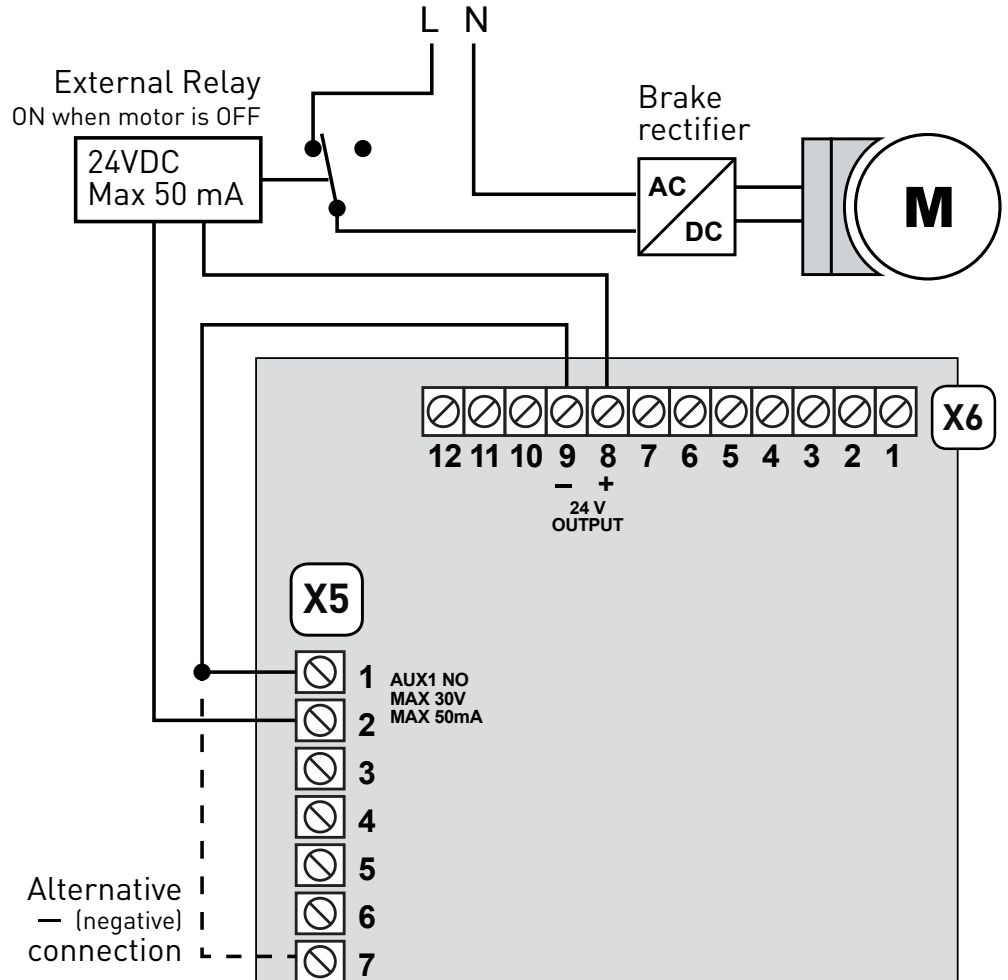 L N
External Relay
ON when motor is OFF
24VDC
Max 50 mA
Brake
rectifier
AC
DC
M
X6
12 11 10 9 8 7 6 5 4 3 2 1
– +
24 V
OUTPUT
X5
1
2
AUX1 NO
MAX 30V
MAX 50mA
3
4
5
6
7
Alternative
– (negative)
connection